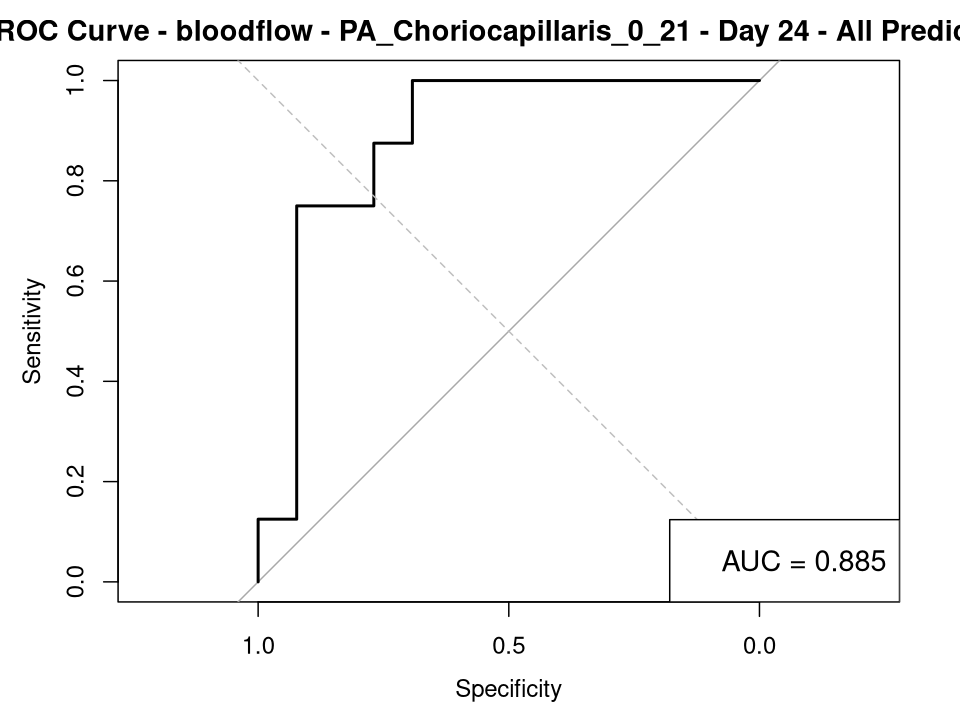 ROC Curve - bloodflow - PA_Choriocapillaris_0_21 - Day 24 - All
1.0
0.8
0.6
0.4
0.2
0.0
Sensitivity
AUC = 0.885
1.0 0.5 0.0
Specificity